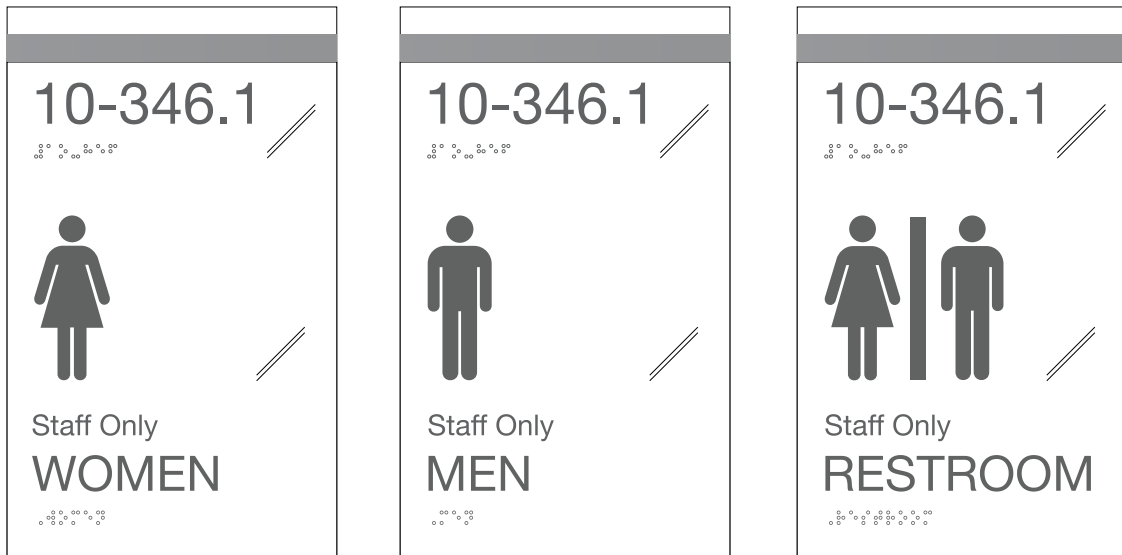 10-346.1
Staff Only
WOMEN
10-346.1
Staff Only
MEN
10-346.1
Staff Only
RESTROOM